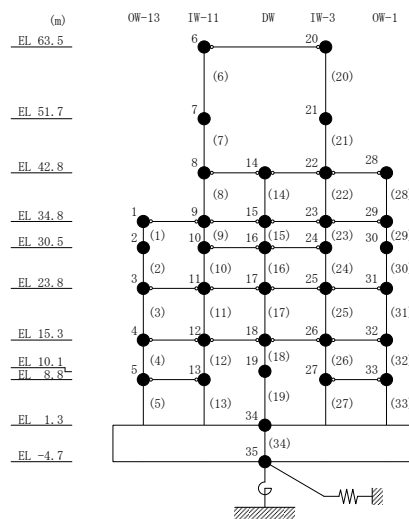 (m) OW-13 IW-11 DW IW-3 OW-1
EL 63.5 6 20
(6) (20)
EL 51.7 7 21
(7) (21)
EL 42.8 8 14 22 28
(8) (14) (22) (28)
EL 34.8 1 9 15 23 29
(1) (9) (15) (23) (29)
EL 30.5 2 10 16 24 30
(2) (10) (16) (24) (30)
EL 23.8 3 11 17 25 31
(3) (11) (17) (25) (31)
EL 15.3 4 12 18 26 32
(4) (12) (18) (26) (32)
EL 10.1 19
EL 8.8 5 13 27 33
(5) (13) (19) (27) (33)
EL 1.3 34
(34)
EL -4.7 35